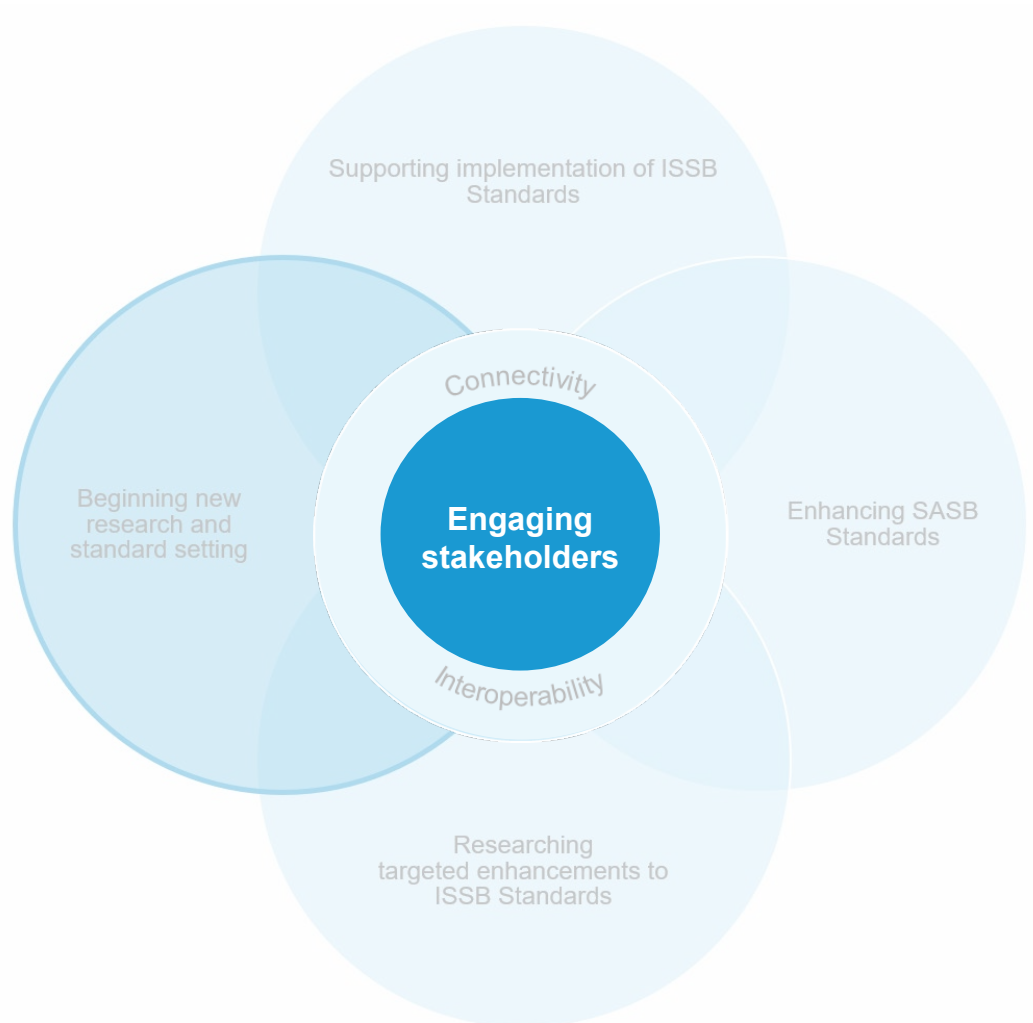 Supporting implementation of ISSB
Standards
Connectivity
Beginning new
research and
standard setting
Engaging
stakeholders
Enhancing SASB
Standards
Interoperability
Researching
targeted enhancements to
ISSB Standards